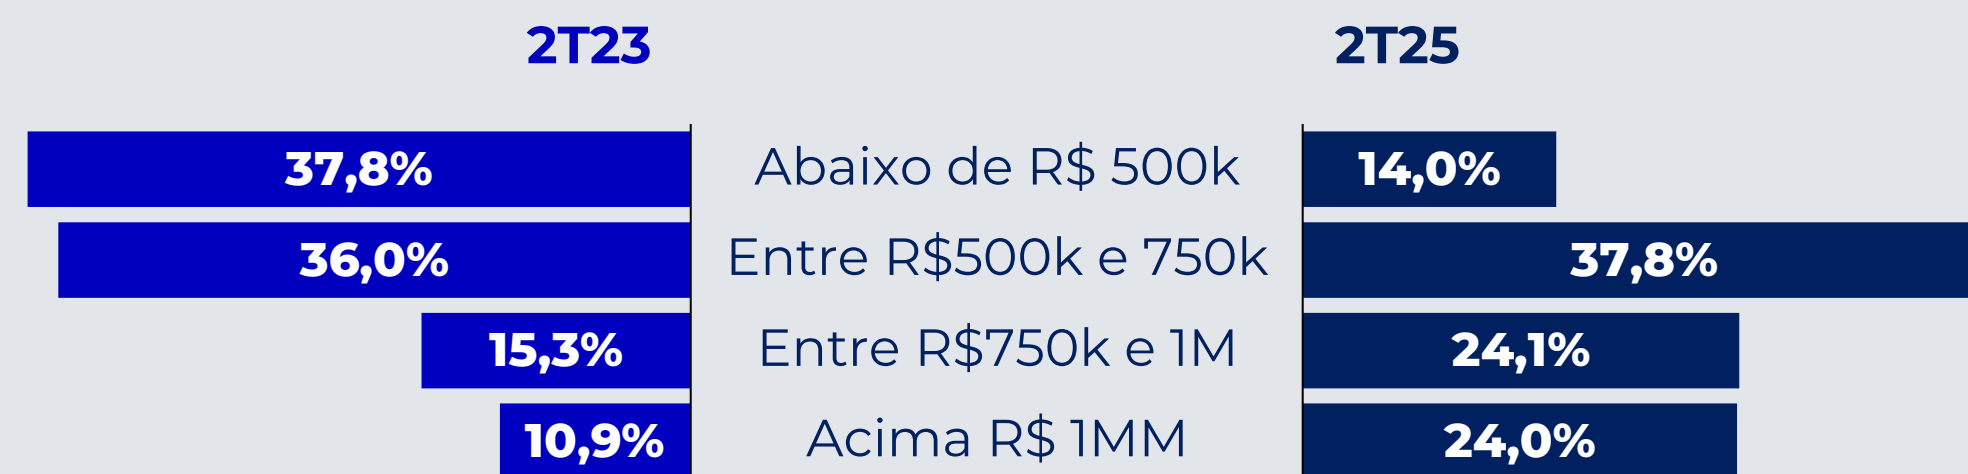 2T23 2T25
37,8% Abaixo de R$ 500k 14,0%
36,0% Entre R$500k e 750k 37,8%
15,3% Entre R$750k e 1M 24,1%
10,9% Acima R$ 1MM 24,0%